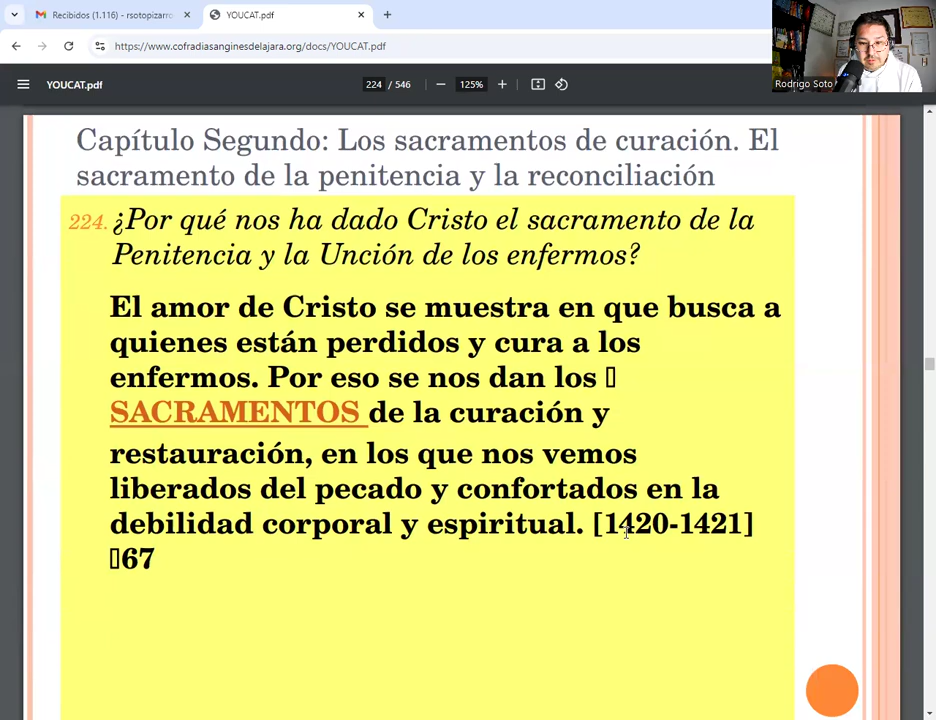 Recibidos (1.116) - rsotopizarro
YOUCAT.pdf
https://www.cofradiasanginesdelajara.org/docs/YOUCAT.pdf
YOUCAT.pdf
224 / 546
125%
Rodrigo Soto
Capítulo Segundo: Los sacramentos de curación. El
sacramento de la penitencia y la reconciliación
224. ¿Por qué nos ha dado Cristo el sacramento de la
Penitencia y la Unción de los enfermos?
El amor de Cristo se muestra en que busca a
quienes están perdidos y cura a los
enfermos. Por eso se nos dan los
SACRAMENTOS de la curación y
restauración, en los que nos vemos
liberados del pecado y confortados en la
debilidad corporal y espiritual. [1420-1421]
67